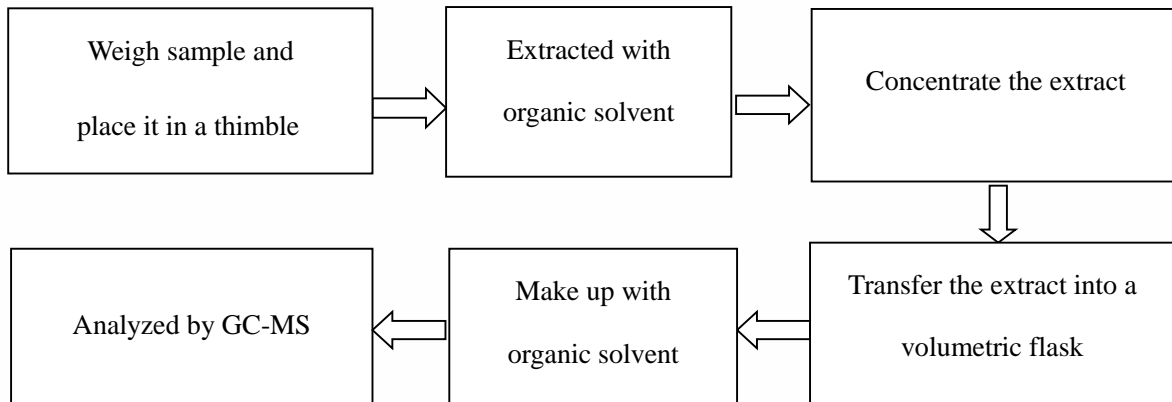 Weigh sample and
place it in a thimble
Extracted with
organic solvent
Concentrate the extract
Transfer the extract into a
volumetric flask
Make up with
organic solvent
Analyzed by GC-MS